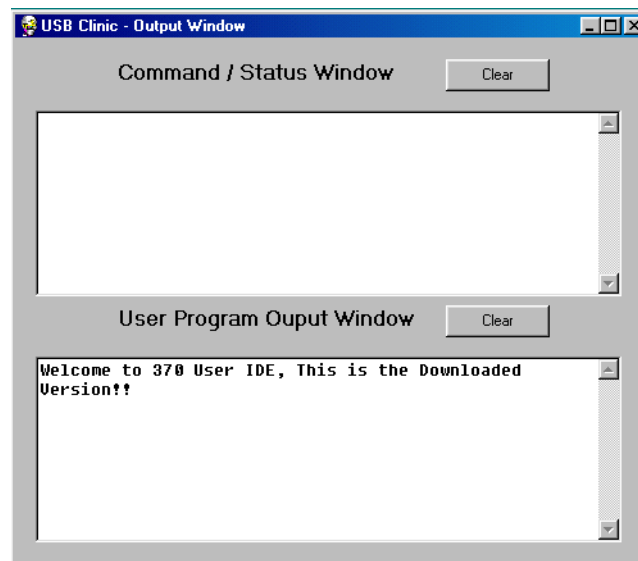 USB Clinic - Output Window
Command / Status Window
Clear
User Program Ouput Window
Clear
Welcome to 370 User IDE, This is the Downloaded
Version!!